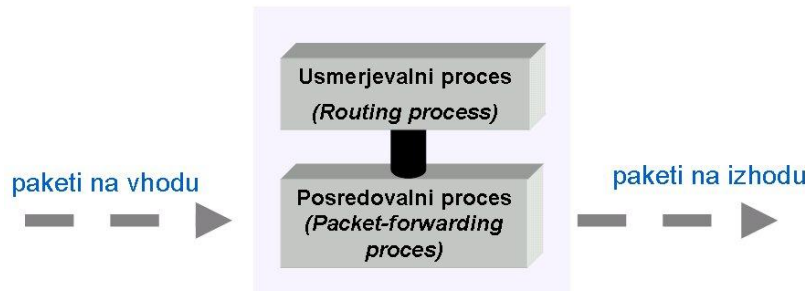 Usmerjevalni proces
(Routing process)
paketi na vhodu
Posredovalni proces
(Packet-forwarding
proces)
paketi na izhodu